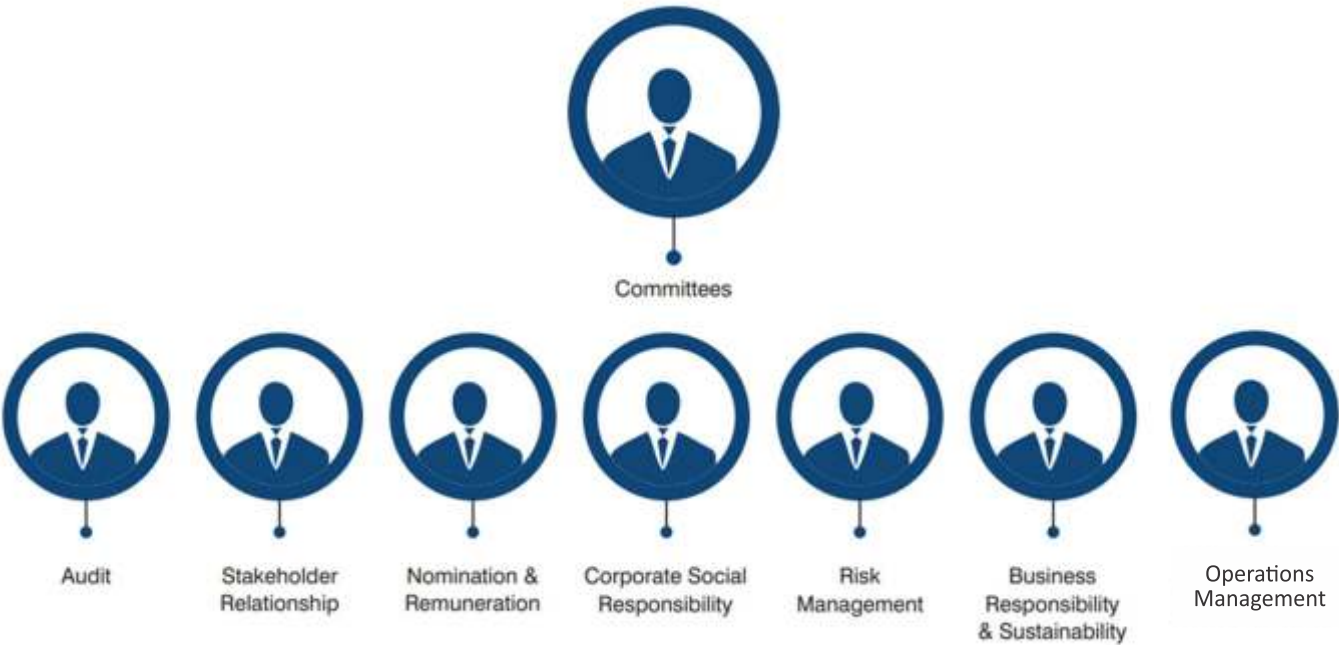 Committees
Audit
Stakeholder
Relationship
Nomination &
Remuneration
Corporate Social
Responsibility
Risk
Management
Business
Responsibility
& Sustainability
Operations
Management